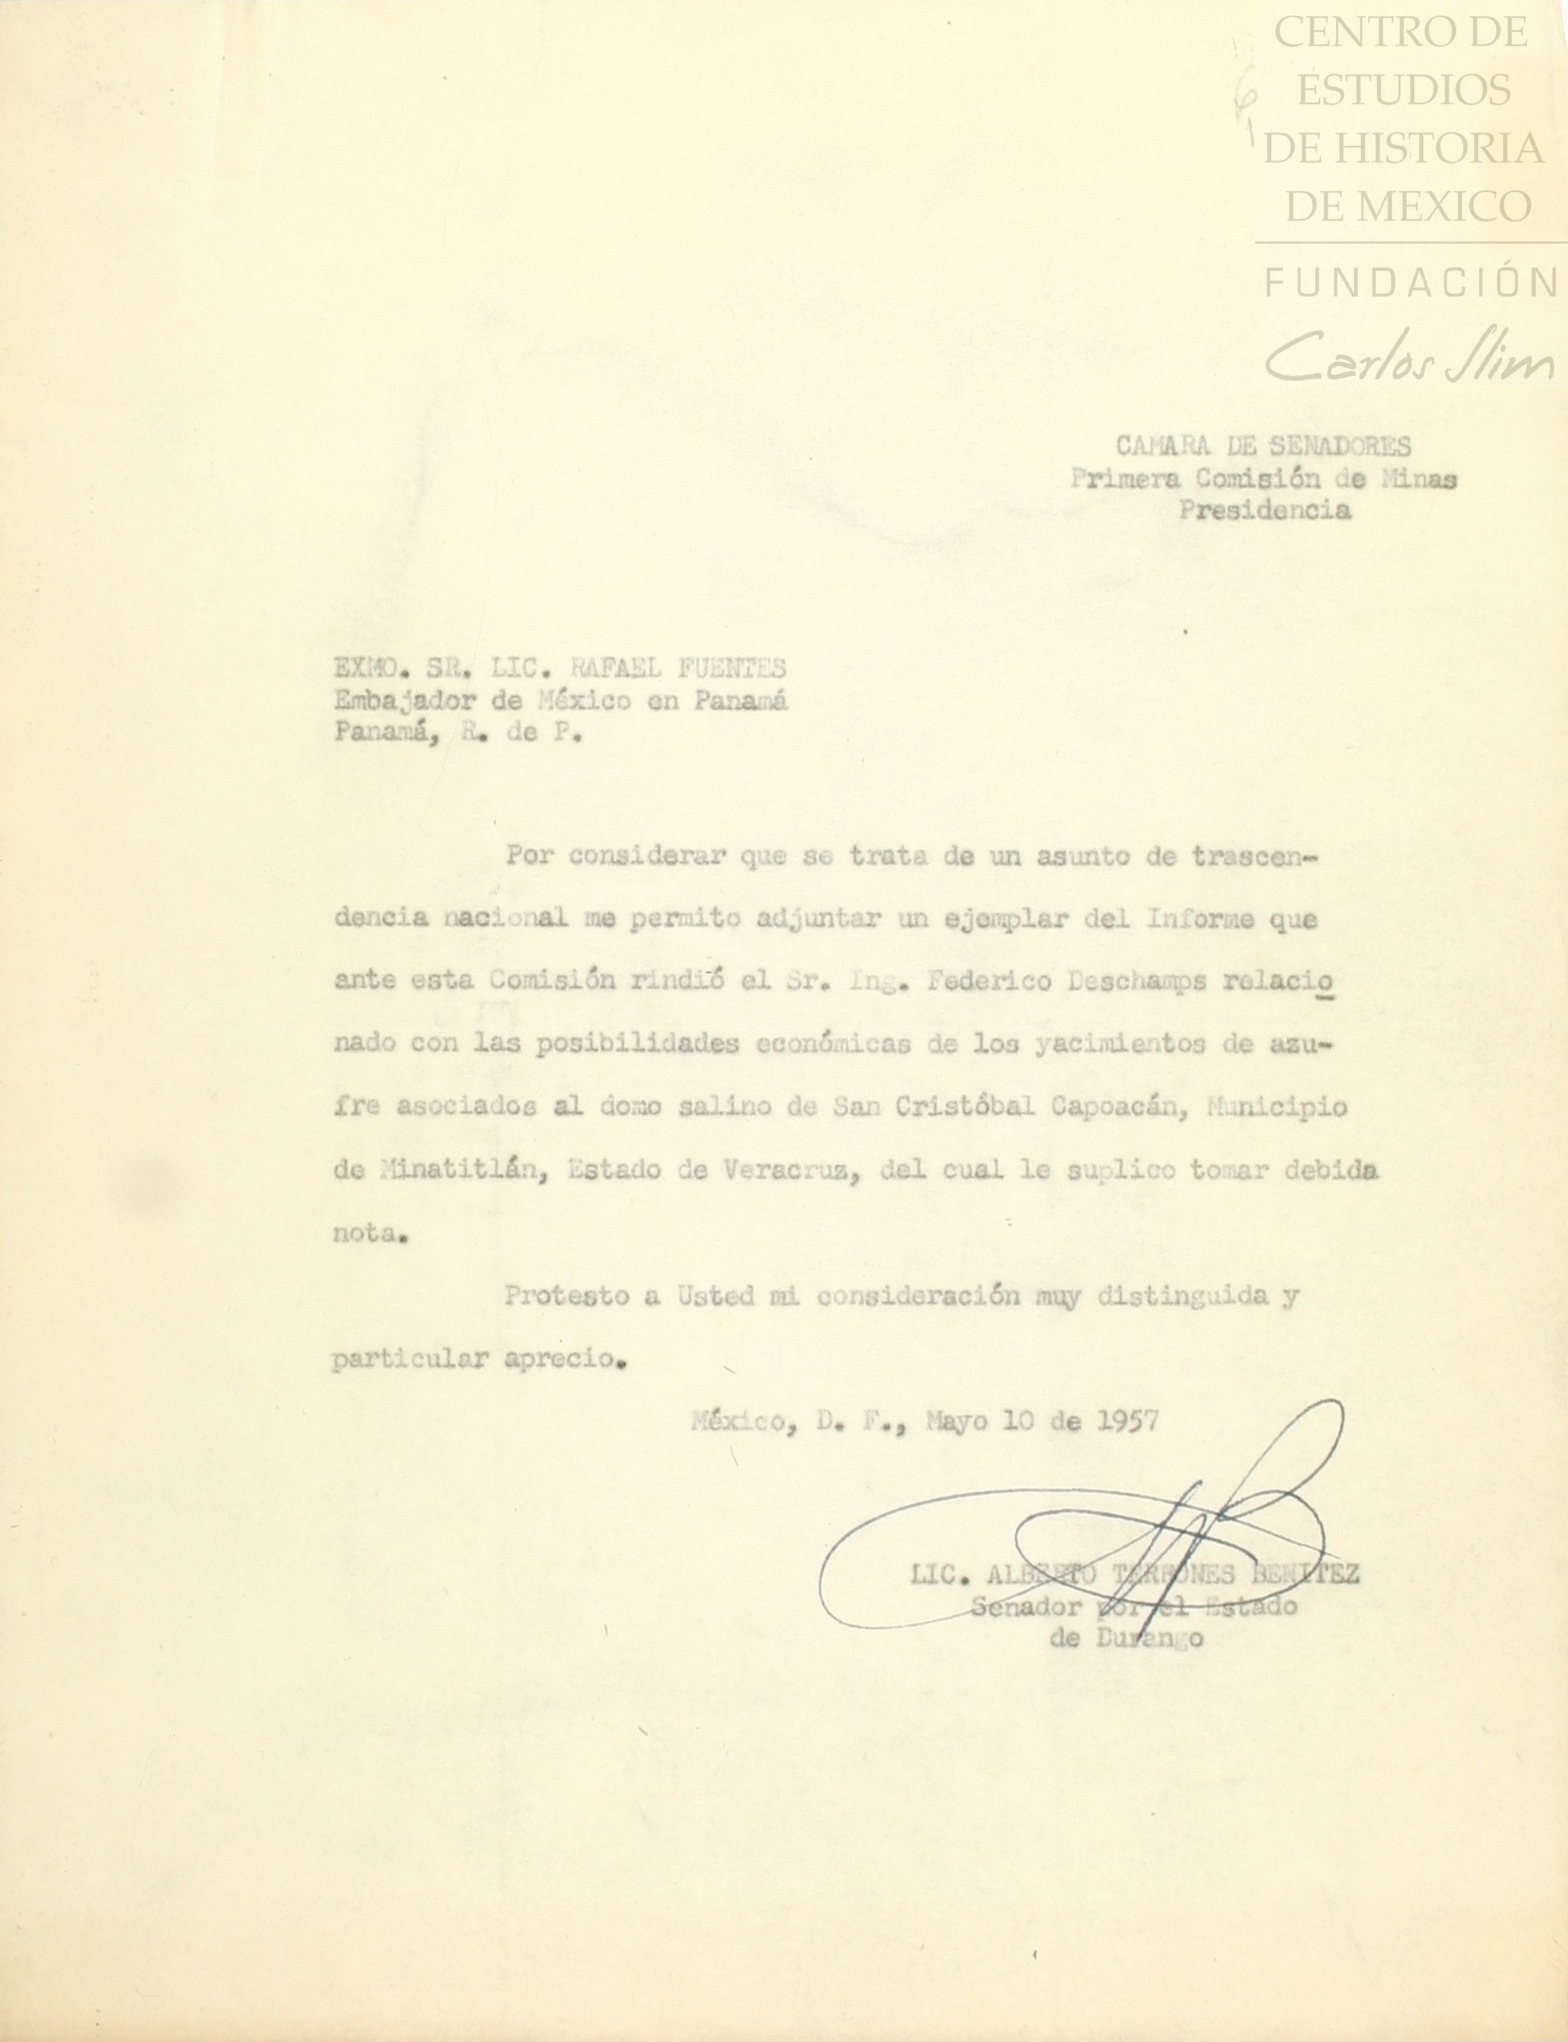 CENTRO DE
ESTUDIOS
DE HISTORIA
DE MEXICO
FUNDACIÓN
Carlos Slim
CAMARA DE SENADORES
Primera Comisión de Minas
Presidencia
EXMO. SR. LIC. RAFAEL FUENTES
Embajador de México en Panamá
Panamá, R. de P.
Por considerar que se trata de un asunto de trascen-
dencia nacional me permito adjuntar un ejemplar del Informe que
ante esta Comisión rindió el Sr. Ing. Federico Deschamps relacio
nado con las posibilidades económicas de los yacimientos de azu-
fre asociados al domo salino de San Cristóbal Capoacán, Municipio
de Minatitlán, Estado de Veracruz, del cual le suplico tomar debida
nota.
Protesto a Usted mi consideración muy distinguida y
particular aprecio.
México, D. F., Mayo 10 de 1957
LIC. ALBERTO TERRONES BENITEZ
Senador por el Estado
de Durango